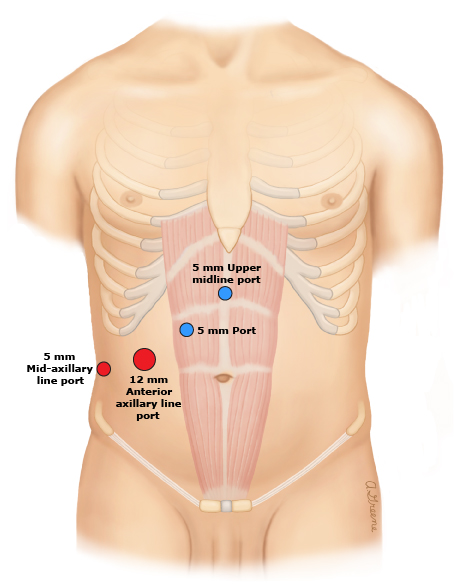 5 mm Upper
midline port
5 mm Port
5 mm
Mid-axillary
line port
12 mm
Anterior
axillary line
port
A Greene